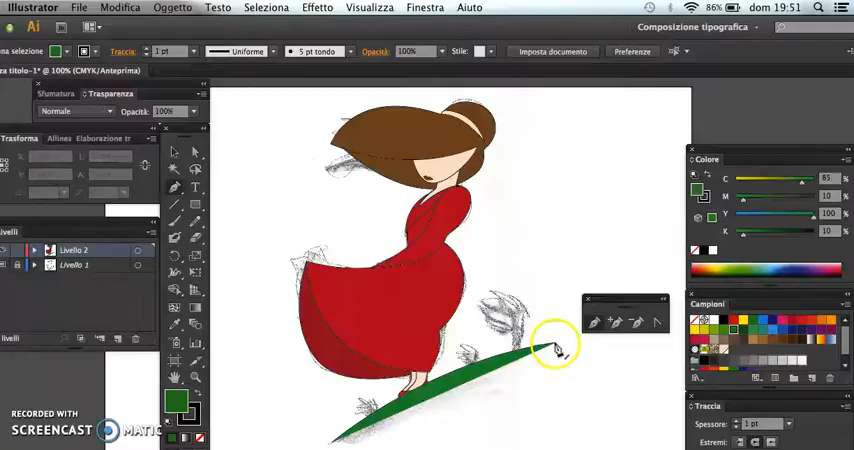 Illustrator File Modifica Oggetto Testo Seleziona Effetto Visualizza Finestra Aiuto 86% dom 19:51
Ai Composizione tipografica
na selezione Traccia: 1 pt Uniforme 5 pt tondo Opacità: 100% Stile: Imposta documento Preferenze
za titolo-1* @ 100% (CMYK/Anteprima)
Sfumatura Trasparenza
Normale Opacità: 100%
Trasforma Allinea Elaborazione tr
X: L:
Y: A:
Livelli
Livello 2
Livello 1
livelli
Colore
C 85 %
M 10 %
Y 100 %
K 10 %
Campioni
Traccia
Spessore: 1 pt
Estremi:
RECORDED WITH
SCREENCAST MATIC